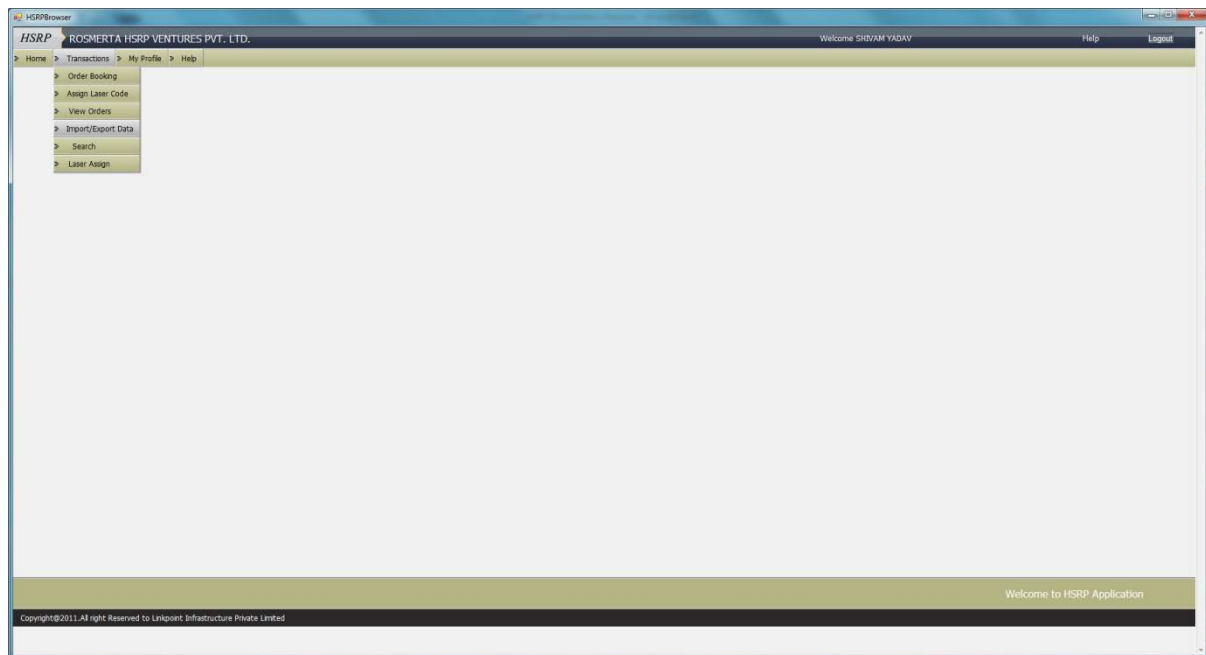 HSRPBrowser
HSRP ROSMERTA HSRP VENTURES PVT. LTD. Welcome SHIVAM YADAV Help Logout
Home Transactions My Profile Help
Order Booking
Assign Laser Code
View Orders
Import/Export Data
Search
Laser Assign
Welcome to HSRP Application
Copyright@2011.All right Reserved to Linkpoint Infrastructure Private Limited